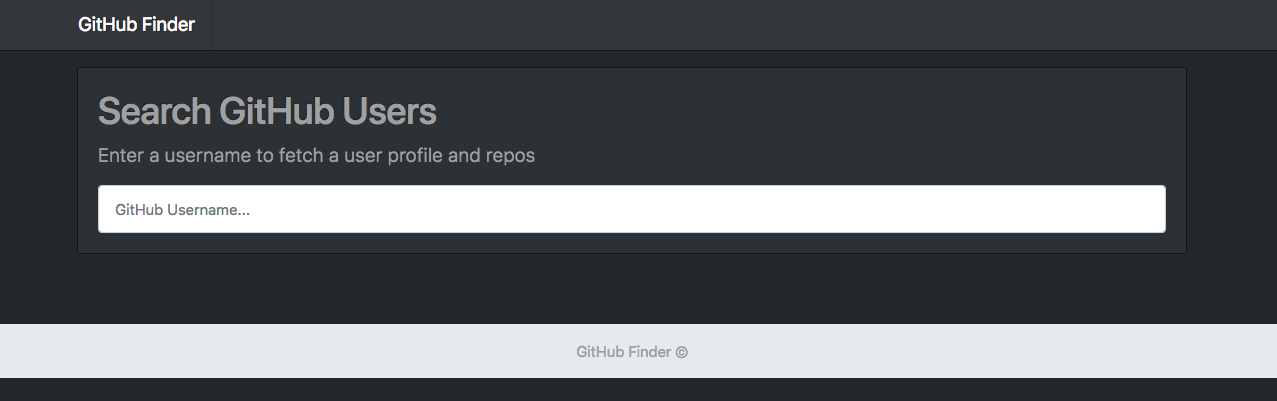 GitHub Finder
Search GitHub Users
Enter a username to fetch a user profile and repos
GitHub Username...
GitHub Finder ©